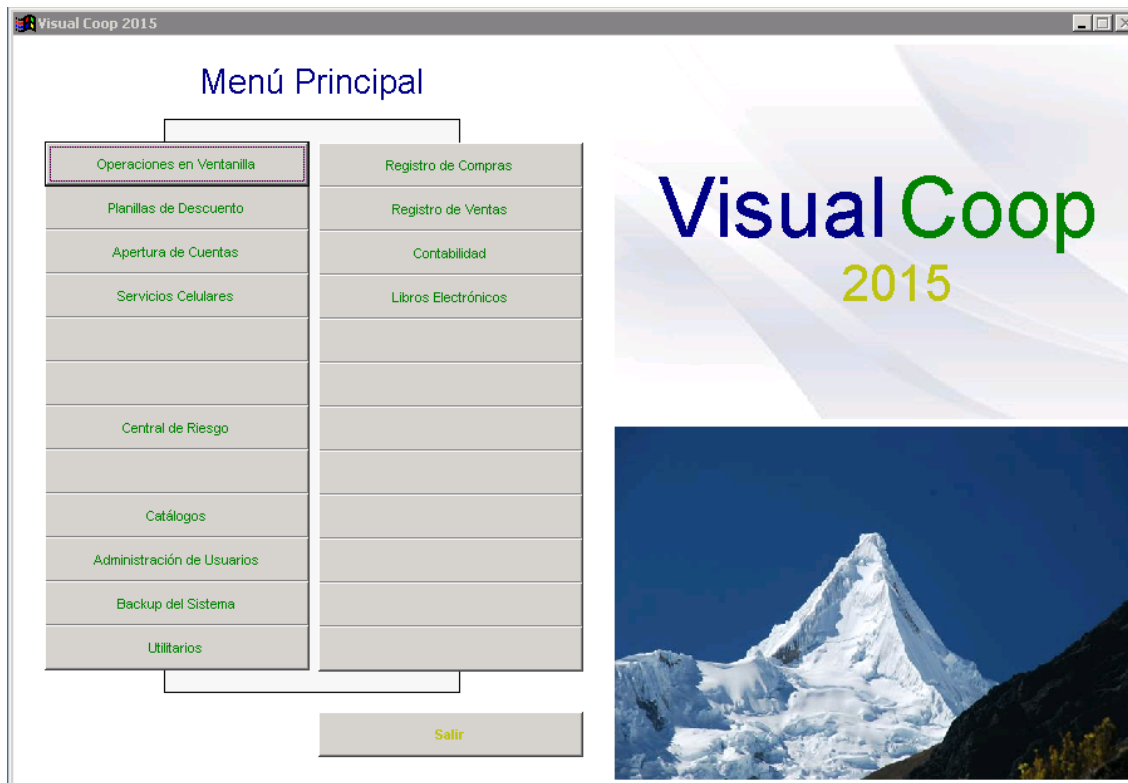 Visual Coop 2015
Menú Principal
Operaciones en Ventanilla
Planillas de Descuento
Apertura de Cuentas
Servicios Celulares
Central de Riesgo
Catálogos
Administración de Usuarios
Backup del Sistema
Utilitarios
Registro de Compras
Registro de Ventas
Contabilidad
Libros Electrónicos
Salir
Visual Coop
2015